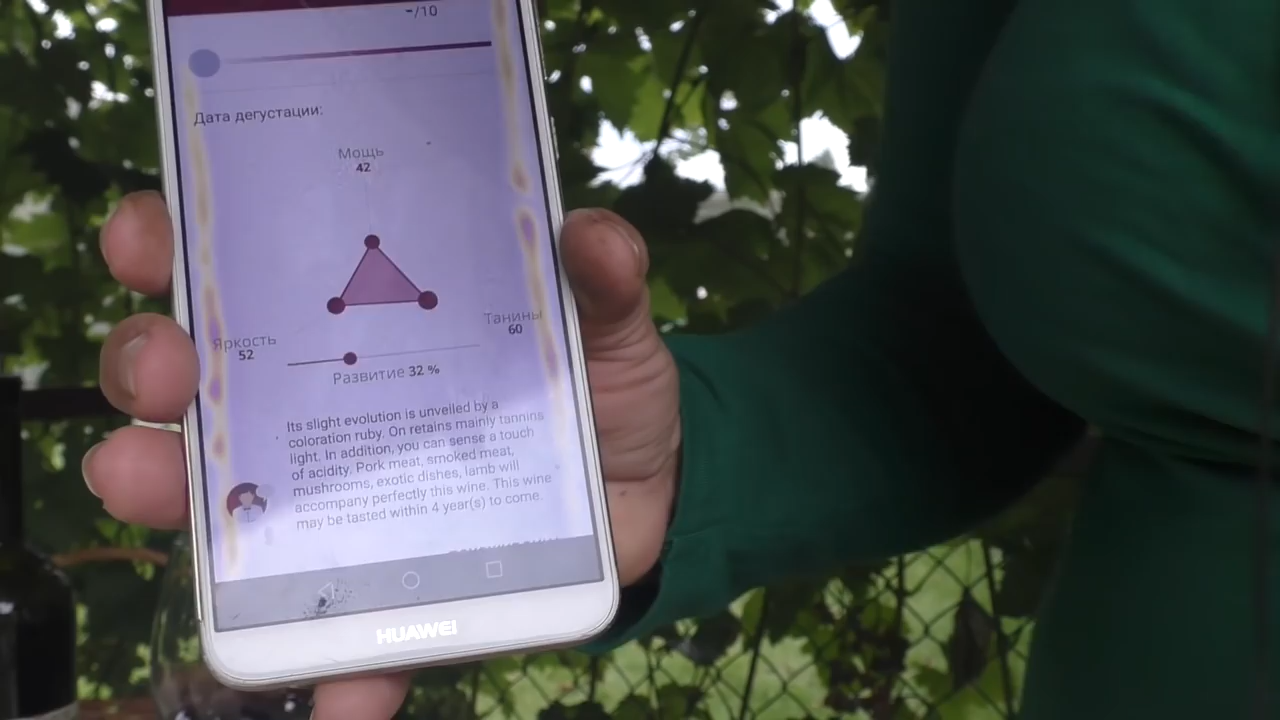 -/10
Дата дегустации:
Мощь
42
Танины
60
Яркость
52
Развитие 32 %
Its slight evolution is unveiled by a
coloration ruby. On retains mainly tannins
light. In addition, you can sense a touch
of acidity. Pork meat, smoked meat,
mushrooms, exotic dishes, lamb will
accompany perfectly this wine. This wine
may be tasted within 4 year(s) to come.
HUAWEI